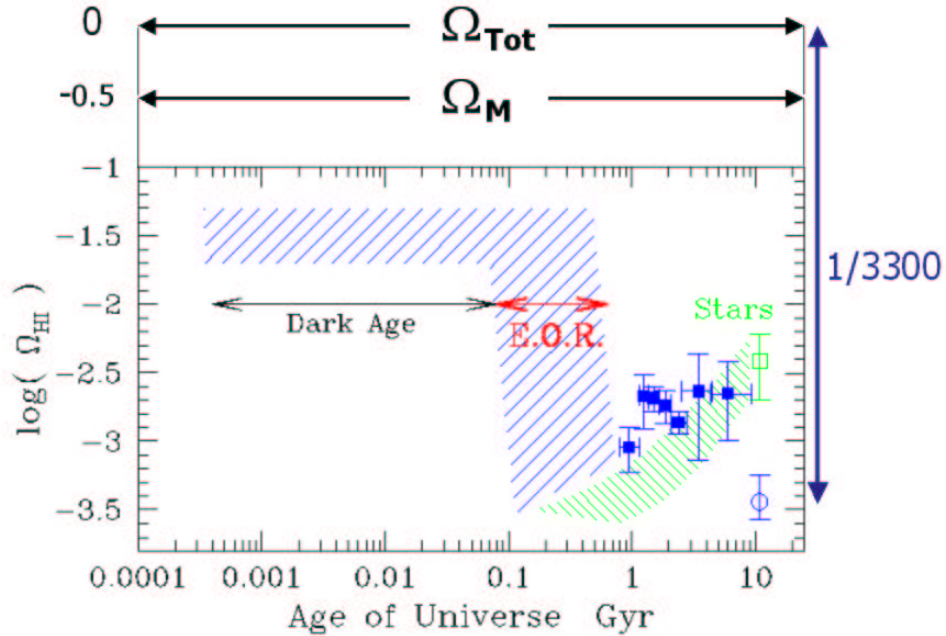 0
Ω_Tot
-0.5
Ω_M
-1
-1.5
1/3300
-2
Stars
Dark Age
E.O.R.
-2.5
-3
-3.5
log( Ω_HI )
0.0001 0.001 0.01 0.1 1 10
Age of Universe Gyr